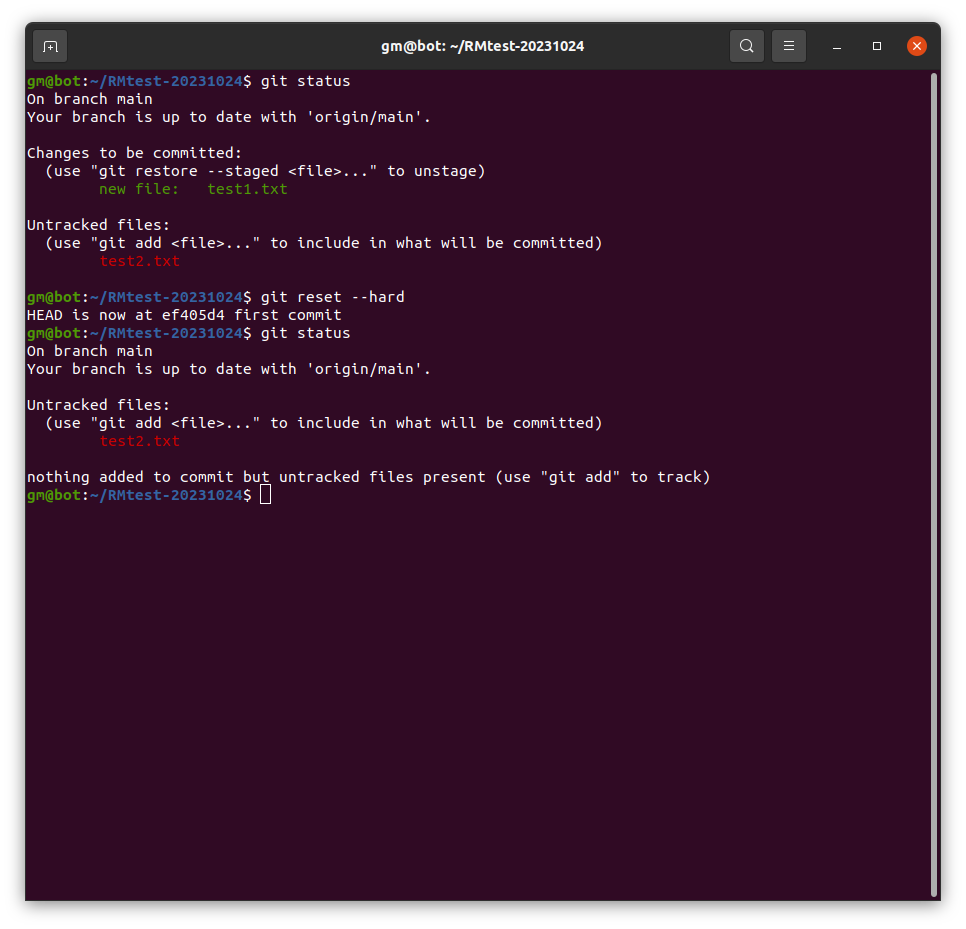 gm@bot: ~/RMtest-20231024
gm@bot:~/RMtest-20231024$ git status
On branch main
Your branch is up to date with 'origin/main'.
Changes to be committed:
  (use "git restore --staged <file>..." to unstage)
        new file:   test1.txt
Untracked files:
  (use "git add <file>..." to include in what will be committed)
        test2.txt
gm@bot:~/RMtest-20231024$ git reset --hard
HEAD is now at ef405d4 first commit
gm@bot:~/RMtest-20231024$ git status
On branch main
Your branch is up to date with 'origin/main'.
Untracked files:
  (use "git add <file>..." to include in what will be committed)
        test2.txt
nothing added to commit but untracked files present (use "git add" to track)
gm@bot:~/RMtest-20231024$